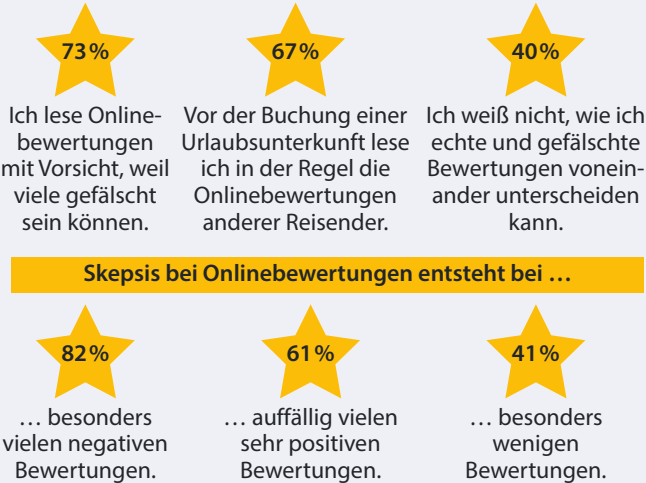 73 %
Ich lese Online-
bewertungen
mit Vorsicht, weil
viele gefälscht
sein können.
67 %
Vor der Buchung einer
Urlaubsunterkunft lese
ich in der Regel die
Onlinebewertungen
anderer Reisender.
40 %
Ich weiß nicht, wie ich
echte und gefälschte
Bewertungen vonein-
ander unterscheiden
kann.
Skepsis bei Onlinebewertungen entsteht bei …
82 %
… besonders
vielen negativen
Bewertungen.
61 %
… auffällig vielen
sehr positiven
Bewertungen.
41 %
… besonders
wenigen
Bewertungen.